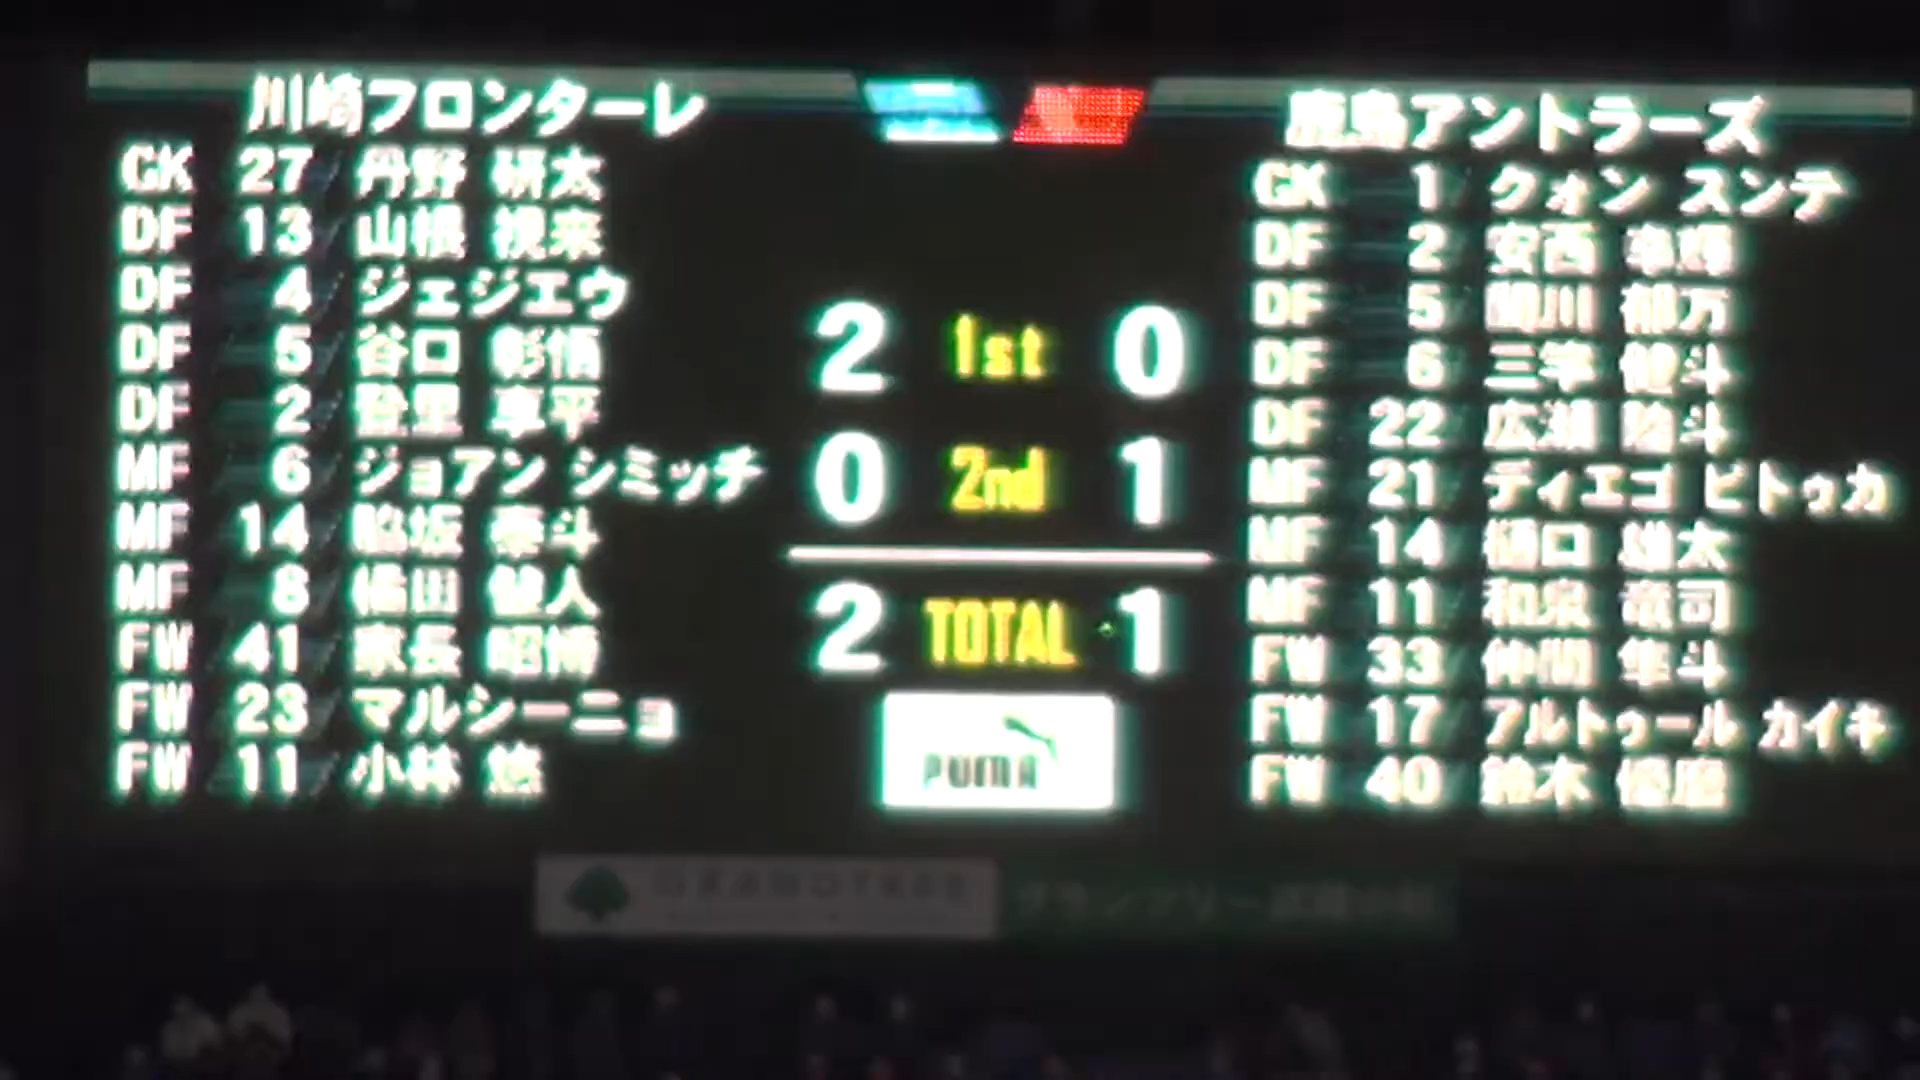 川崎フロンターレ
GK 27 丹野 研太
DF 13 山根 視来
DF 4 ジェジエウ
DF 5 谷口 彰悟
DF 2 登里 享平
MF 6 ジョアン シミッチ
MF 14 脇坂 泰斗
MF 8 橘田 健人
FW 41 家長 昭博
FW 23 マルシーニョ
FW 11 小林 悠
2 1st 0
0 2nd 1
2 TOTAL 1
PUMA
鹿島アントラーズ
GK 1 クォン スンテ
DF 2 安西 幸輝
DF 5 関川 郁万
DF 6 三竿 健斗
DF 22 広瀬 陸斗
MF 21 ディエゴ ピトゥカ
MF 14 樋口 雄太
MF 11 和泉 竜司
FW 33 仲間 隼斗
FW 17 アルトゥール カイキ
FW 40 鈴木 優磨